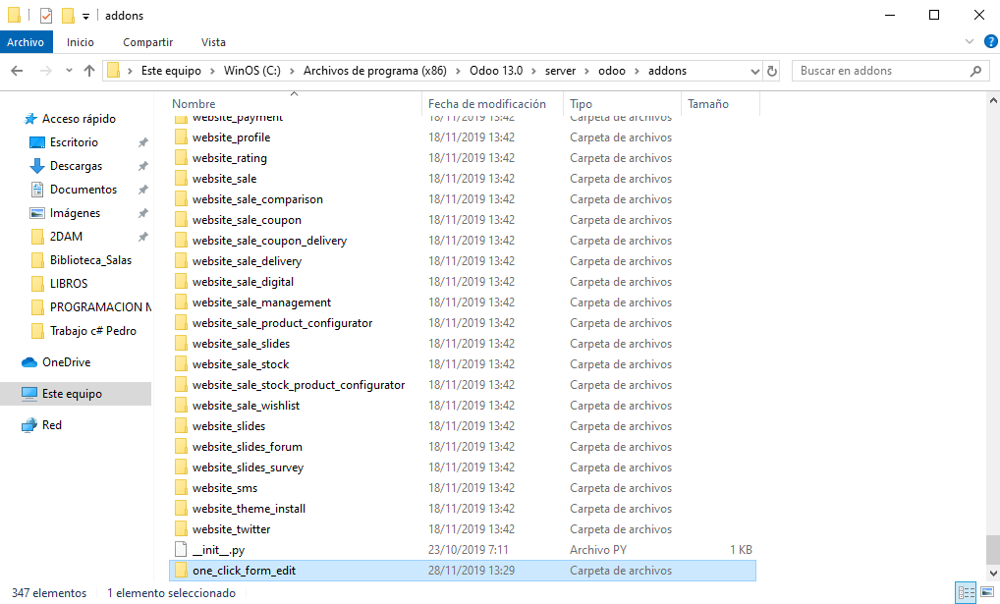 addons
Archivo Inicio Compartir Vista
Este equipo WinOS (C:) Archivos de programa (x86) Odoo 13.0 server odoo addons Buscar en addons
Nombre Fecha de modificación Tipo Tamaño
website_payment 18/11/2019 13:42 Carpeta de archivos
website_profile 18/11/2019 13:42 Carpeta de archivos
website_rating 18/11/2019 13:42 Carpeta de archivos
website_sale 18/11/2019 13:42 Carpeta de archivos
website_sale_comparison 18/11/2019 13:42 Carpeta de archivos
website_sale_coupon 18/11/2019 13:42 Carpeta de archivos
website_sale_coupon_delivery 18/11/2019 13:42 Carpeta de archivos
website_sale_delivery 18/11/2019 13:42 Carpeta de archivos
website_sale_digital 18/11/2019 13:42 Carpeta de archivos
website_sale_management 18/11/2019 13:42 Carpeta de archivos
website_sale_product_configurator 18/11/2019 13:42 Carpeta de archivos
website_sale_slides 18/11/2019 13:42 Carpeta de archivos
website_sale_stock 18/11/2019 13:42 Carpeta de archivos
website_sale_stock_product_configurator 18/11/2019 13:42 Carpeta de archivos
website_sale_wishlist 18/11/2019 13:42 Carpeta de archivos
website_slides 18/11/2019 13:42 Carpeta de archivos
website_slides_forum 18/11/2019 13:42 Carpeta de archivos
website_slides_survey 18/11/2019 13:42 Carpeta de archivos
website_sms 18/11/2019 13:42 Carpeta de archivos
website_theme_install 18/11/2019 13:42 Carpeta de archivos
website_twitter 18/11/2019 13:42 Carpeta de archivos
__init__.py 23/10/2019 7:11 Archivo PY 1 KB
one_click_form_edit 28/11/2019 13:29 Carpeta de archivos
Acceso rápido
Escritorio
Descargas
Documentos
Imágenes
2DAM
Biblioteca_Salas
LIBROS
PROGRAMACION M
Trabajo c# Pedro
OneDrive
Este equipo
Red
347 elementos 1 elemento seleccionado